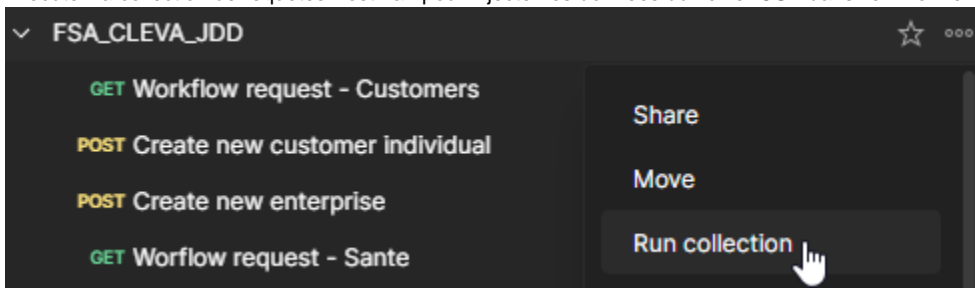 FSA_CLEVA_JDD
GET Workflow request - Customers
Share
POST Create new customer individual
Move
POST Create new enterprise
Run collection
GET Worflow request - Sante